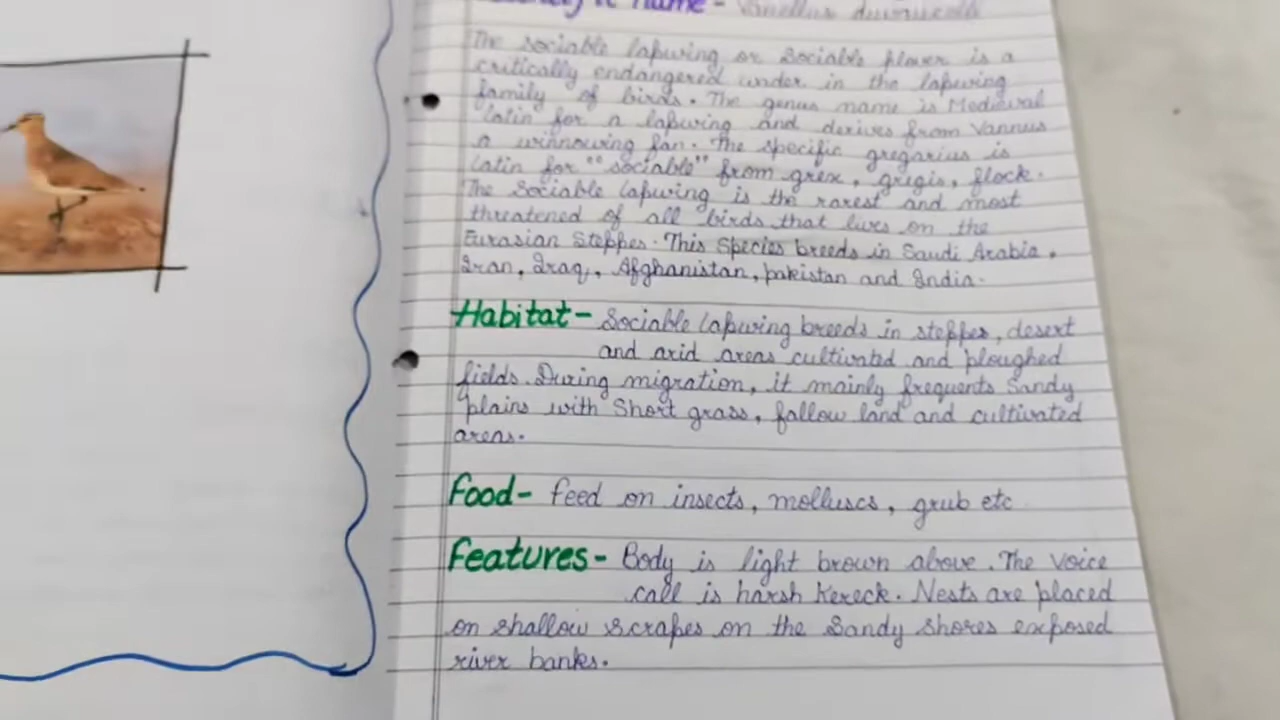 name - Vanellus
The sociable lapwing or Sociable plover is a
critically endangered under in the lapwing
family of birds. The genus name is Medieval
latin for a lapwing and derives from Vannus
a winnowing fan. The specific gregarius is
latin for "sociable" from grex, gregis, flock.
The Sociable lapwing is the rarest and most
threatened of all birds that lives on the
Eurasian Steppes. This Species breeds in Saudi Arabia,
Iran, Iraq, Afghanistan, pakistan and India.
Habitat- Sociable lapwing breeds in steppes, desert
and arid areas cultivated and ploughed
fields. During migration, it mainly frequents Sandy
plains with Short grass, fallow land and cultivated
areas.
Food- feed on insects, molluscs, grub etc
Features- Body is light brown above. The Voice
call is harsh Kereck. Nests are placed
on shallow scrapes on the Sandy shores exposed
river banks.